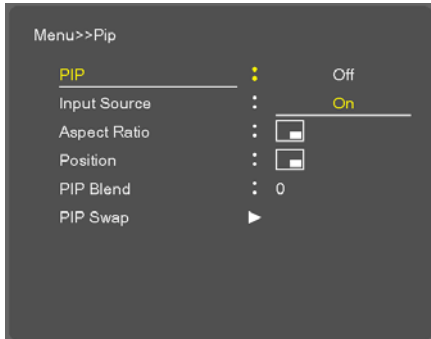 Menu>>Pip
PIP : Off
Input Source : On
Aspect Ratio :
Position :
PIP Blend : 0
PIP Swap